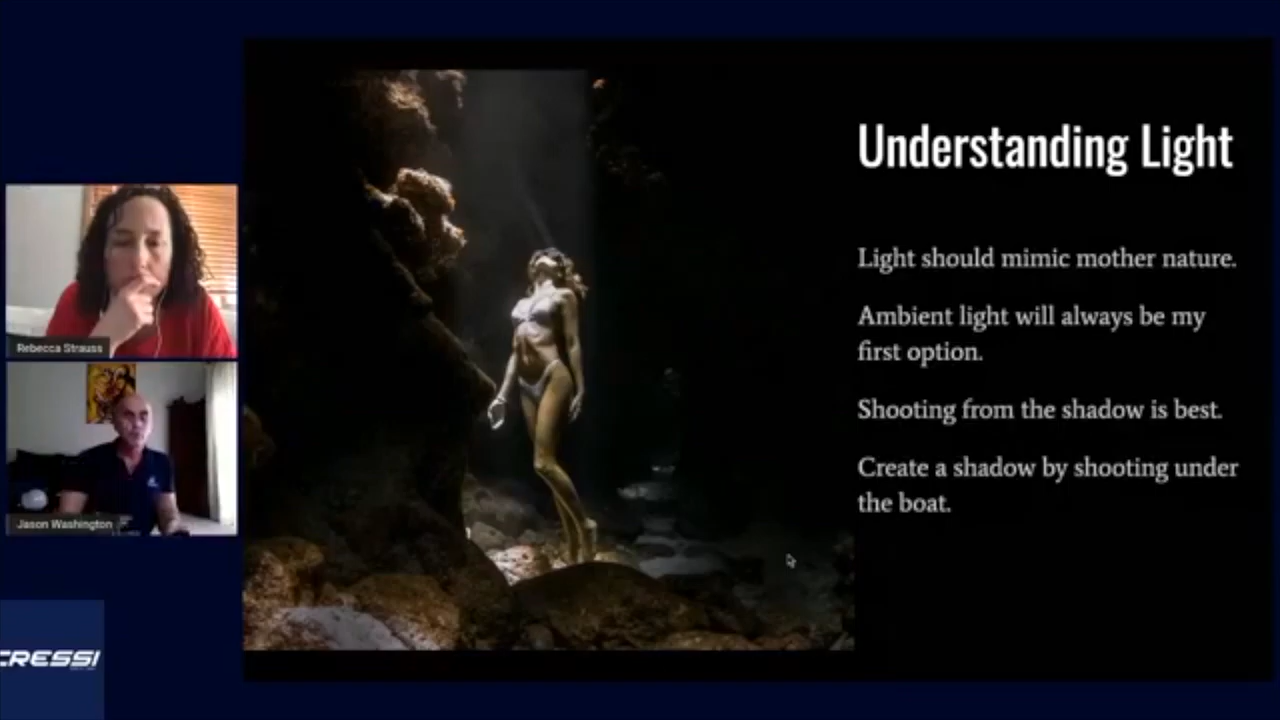 Understanding Light
Light should mimic mother nature.
Ambient light will always be my
first option.
Shooting from the shadow is best.
Create a shadow by shooting under
the boat.
Rebecca Strauss
Jason Washington
CRESSI